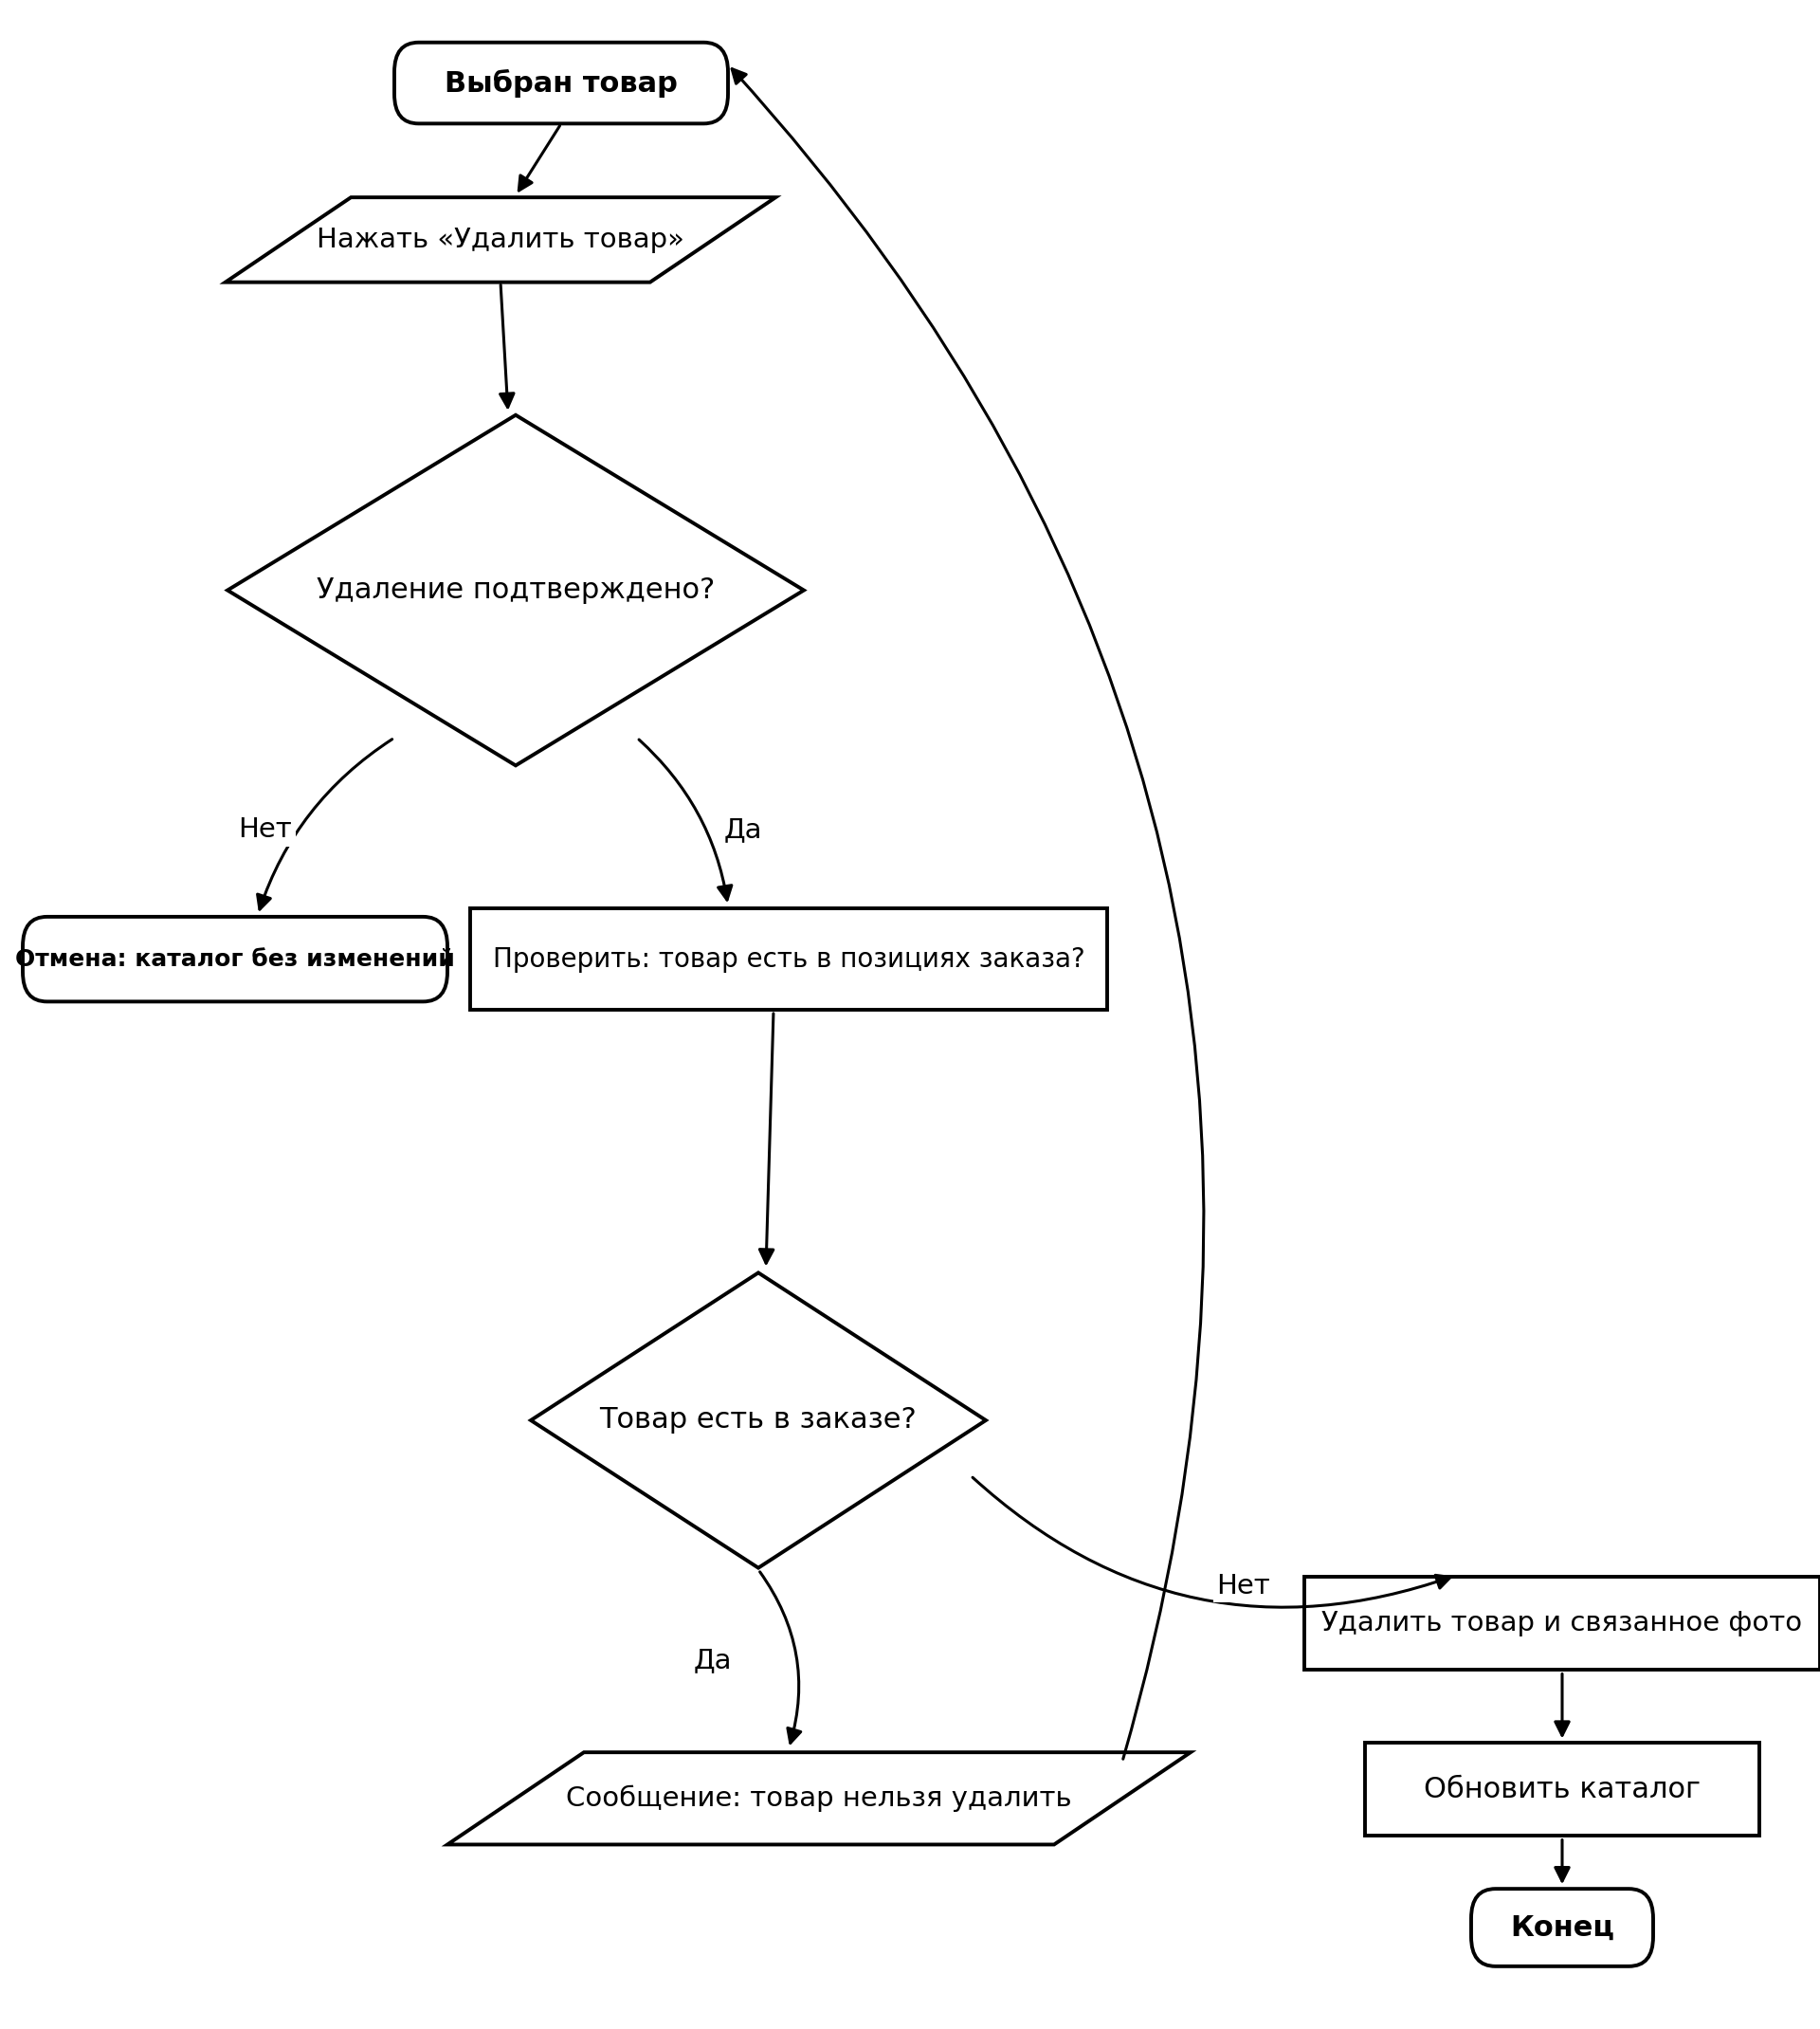 Выбран товар
Нажать «Удалить товар»
Удаление подтверждено?
Нет
Да
Отмена: каталог без изменений
Проверить: товар есть в позициях заказа?
Товар есть в заказе?
Нет
Удалить товар и связанное фото
Да
Обновить каталог
Сообщение: товар нельзя удалить
Конец